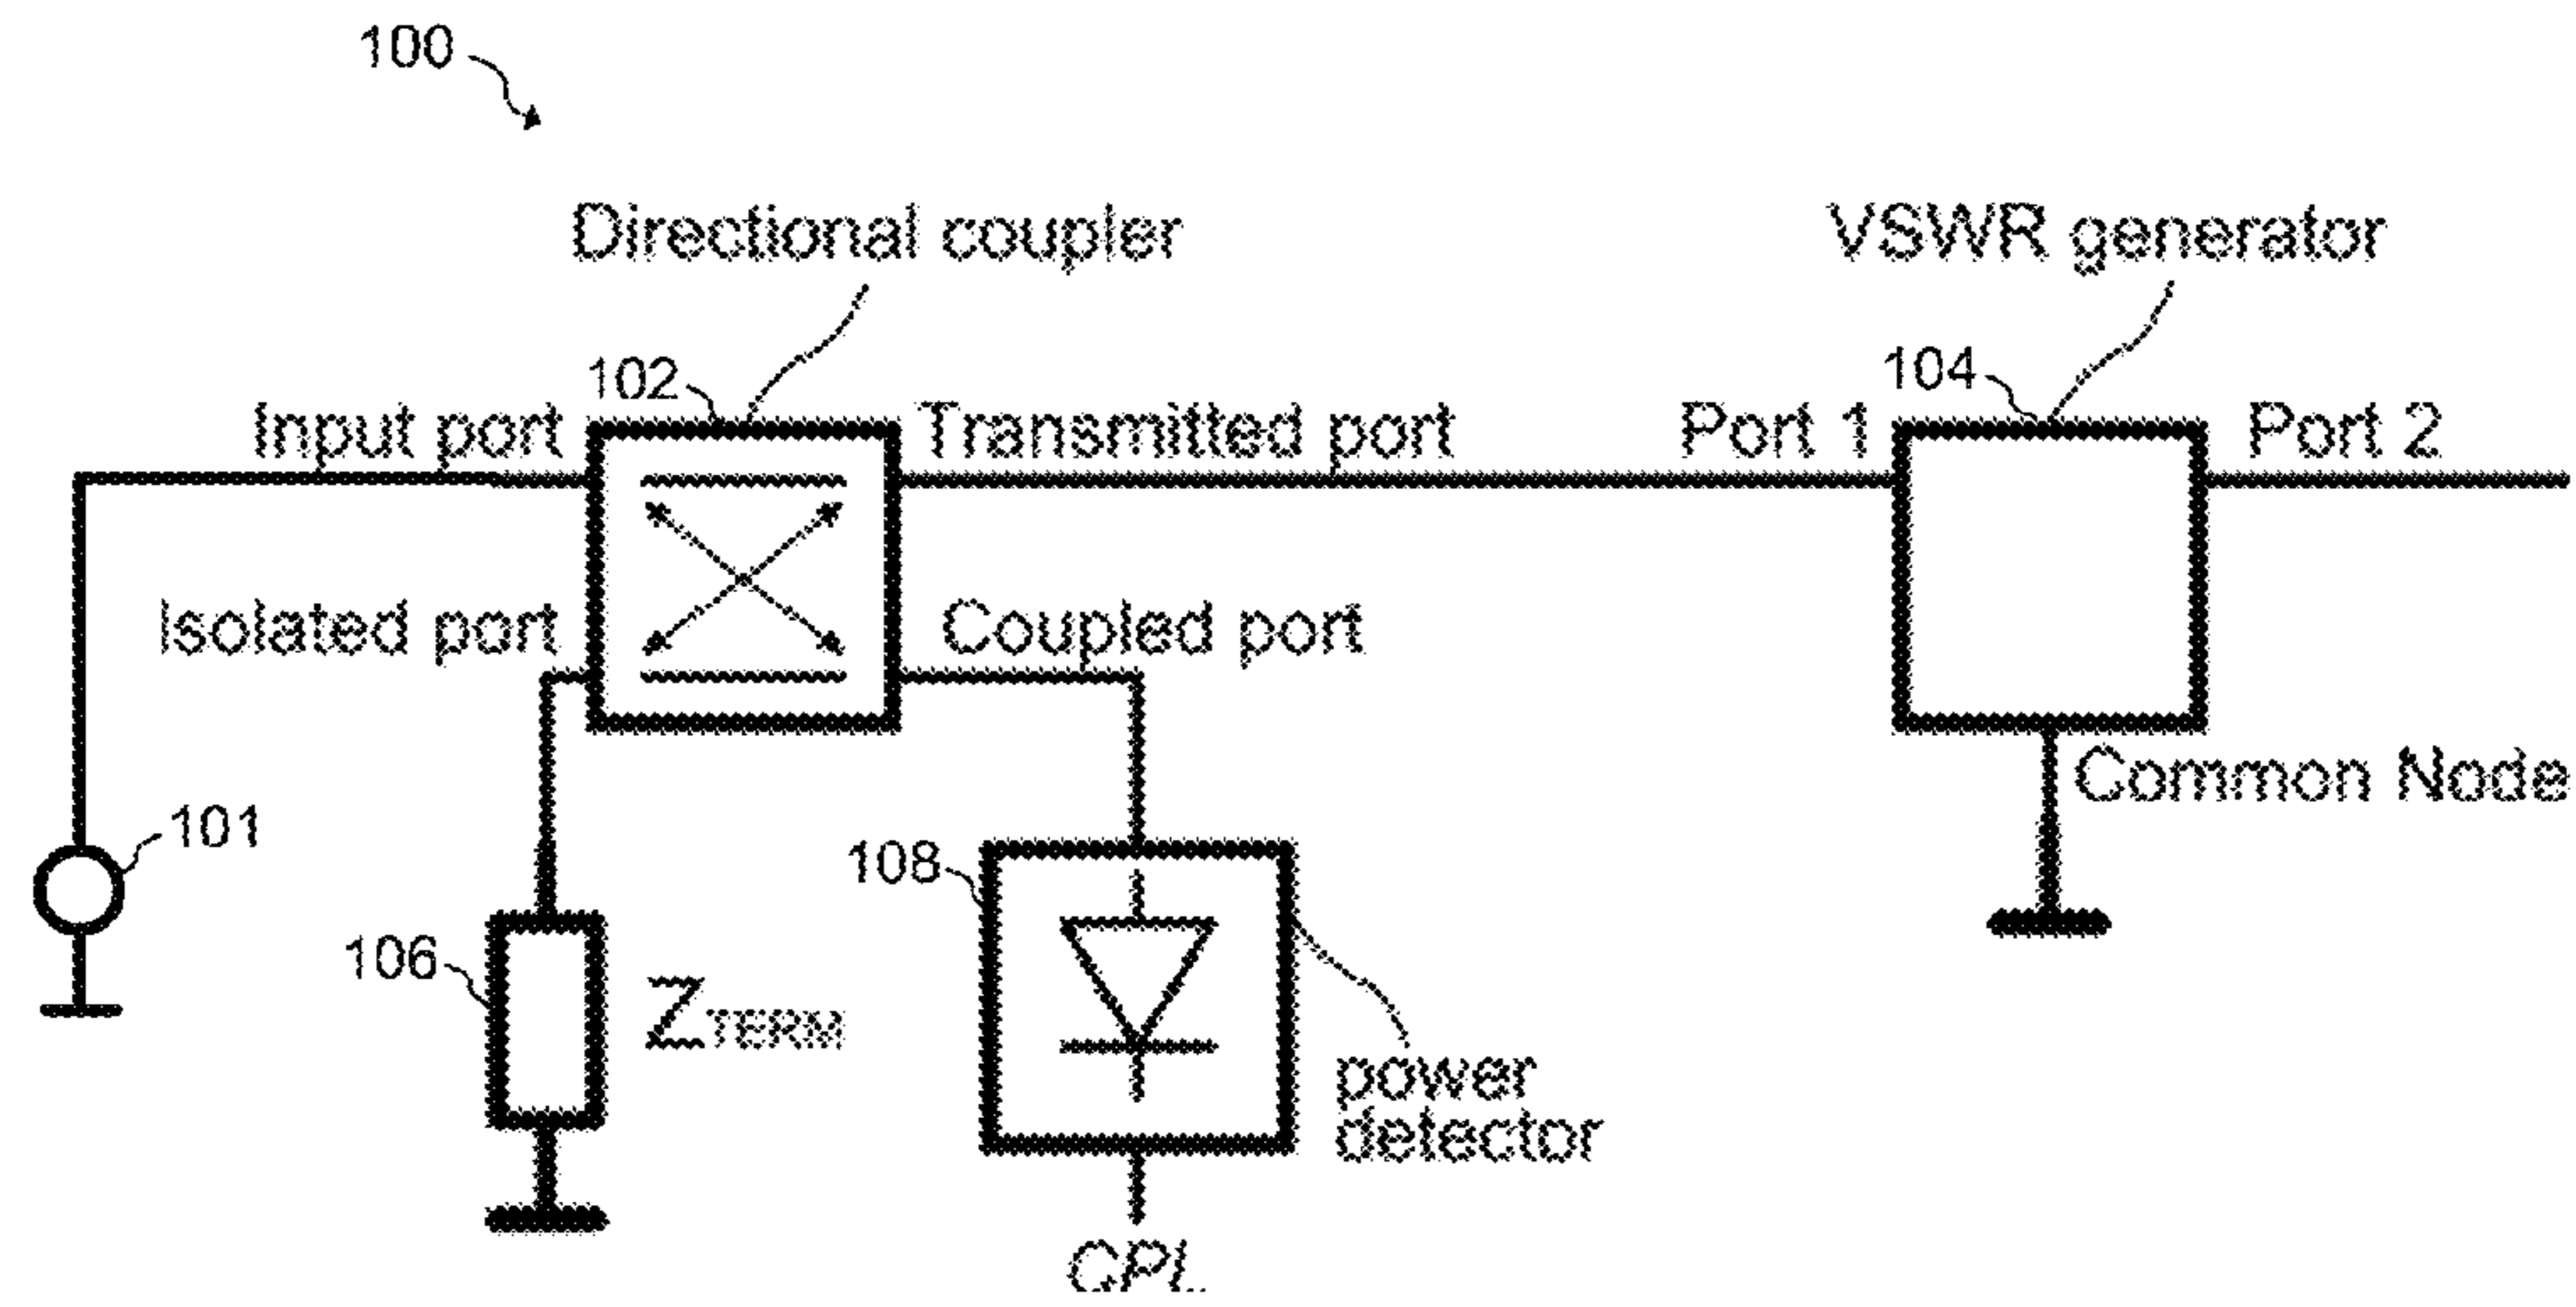 100
Directional coupler
VSWR generator
102
104
Input port
Transmitted port
Port 1
Port 2
Isolated port
Coupled port
Common Node
101
108
106
ZTERM
power
detector
CPL